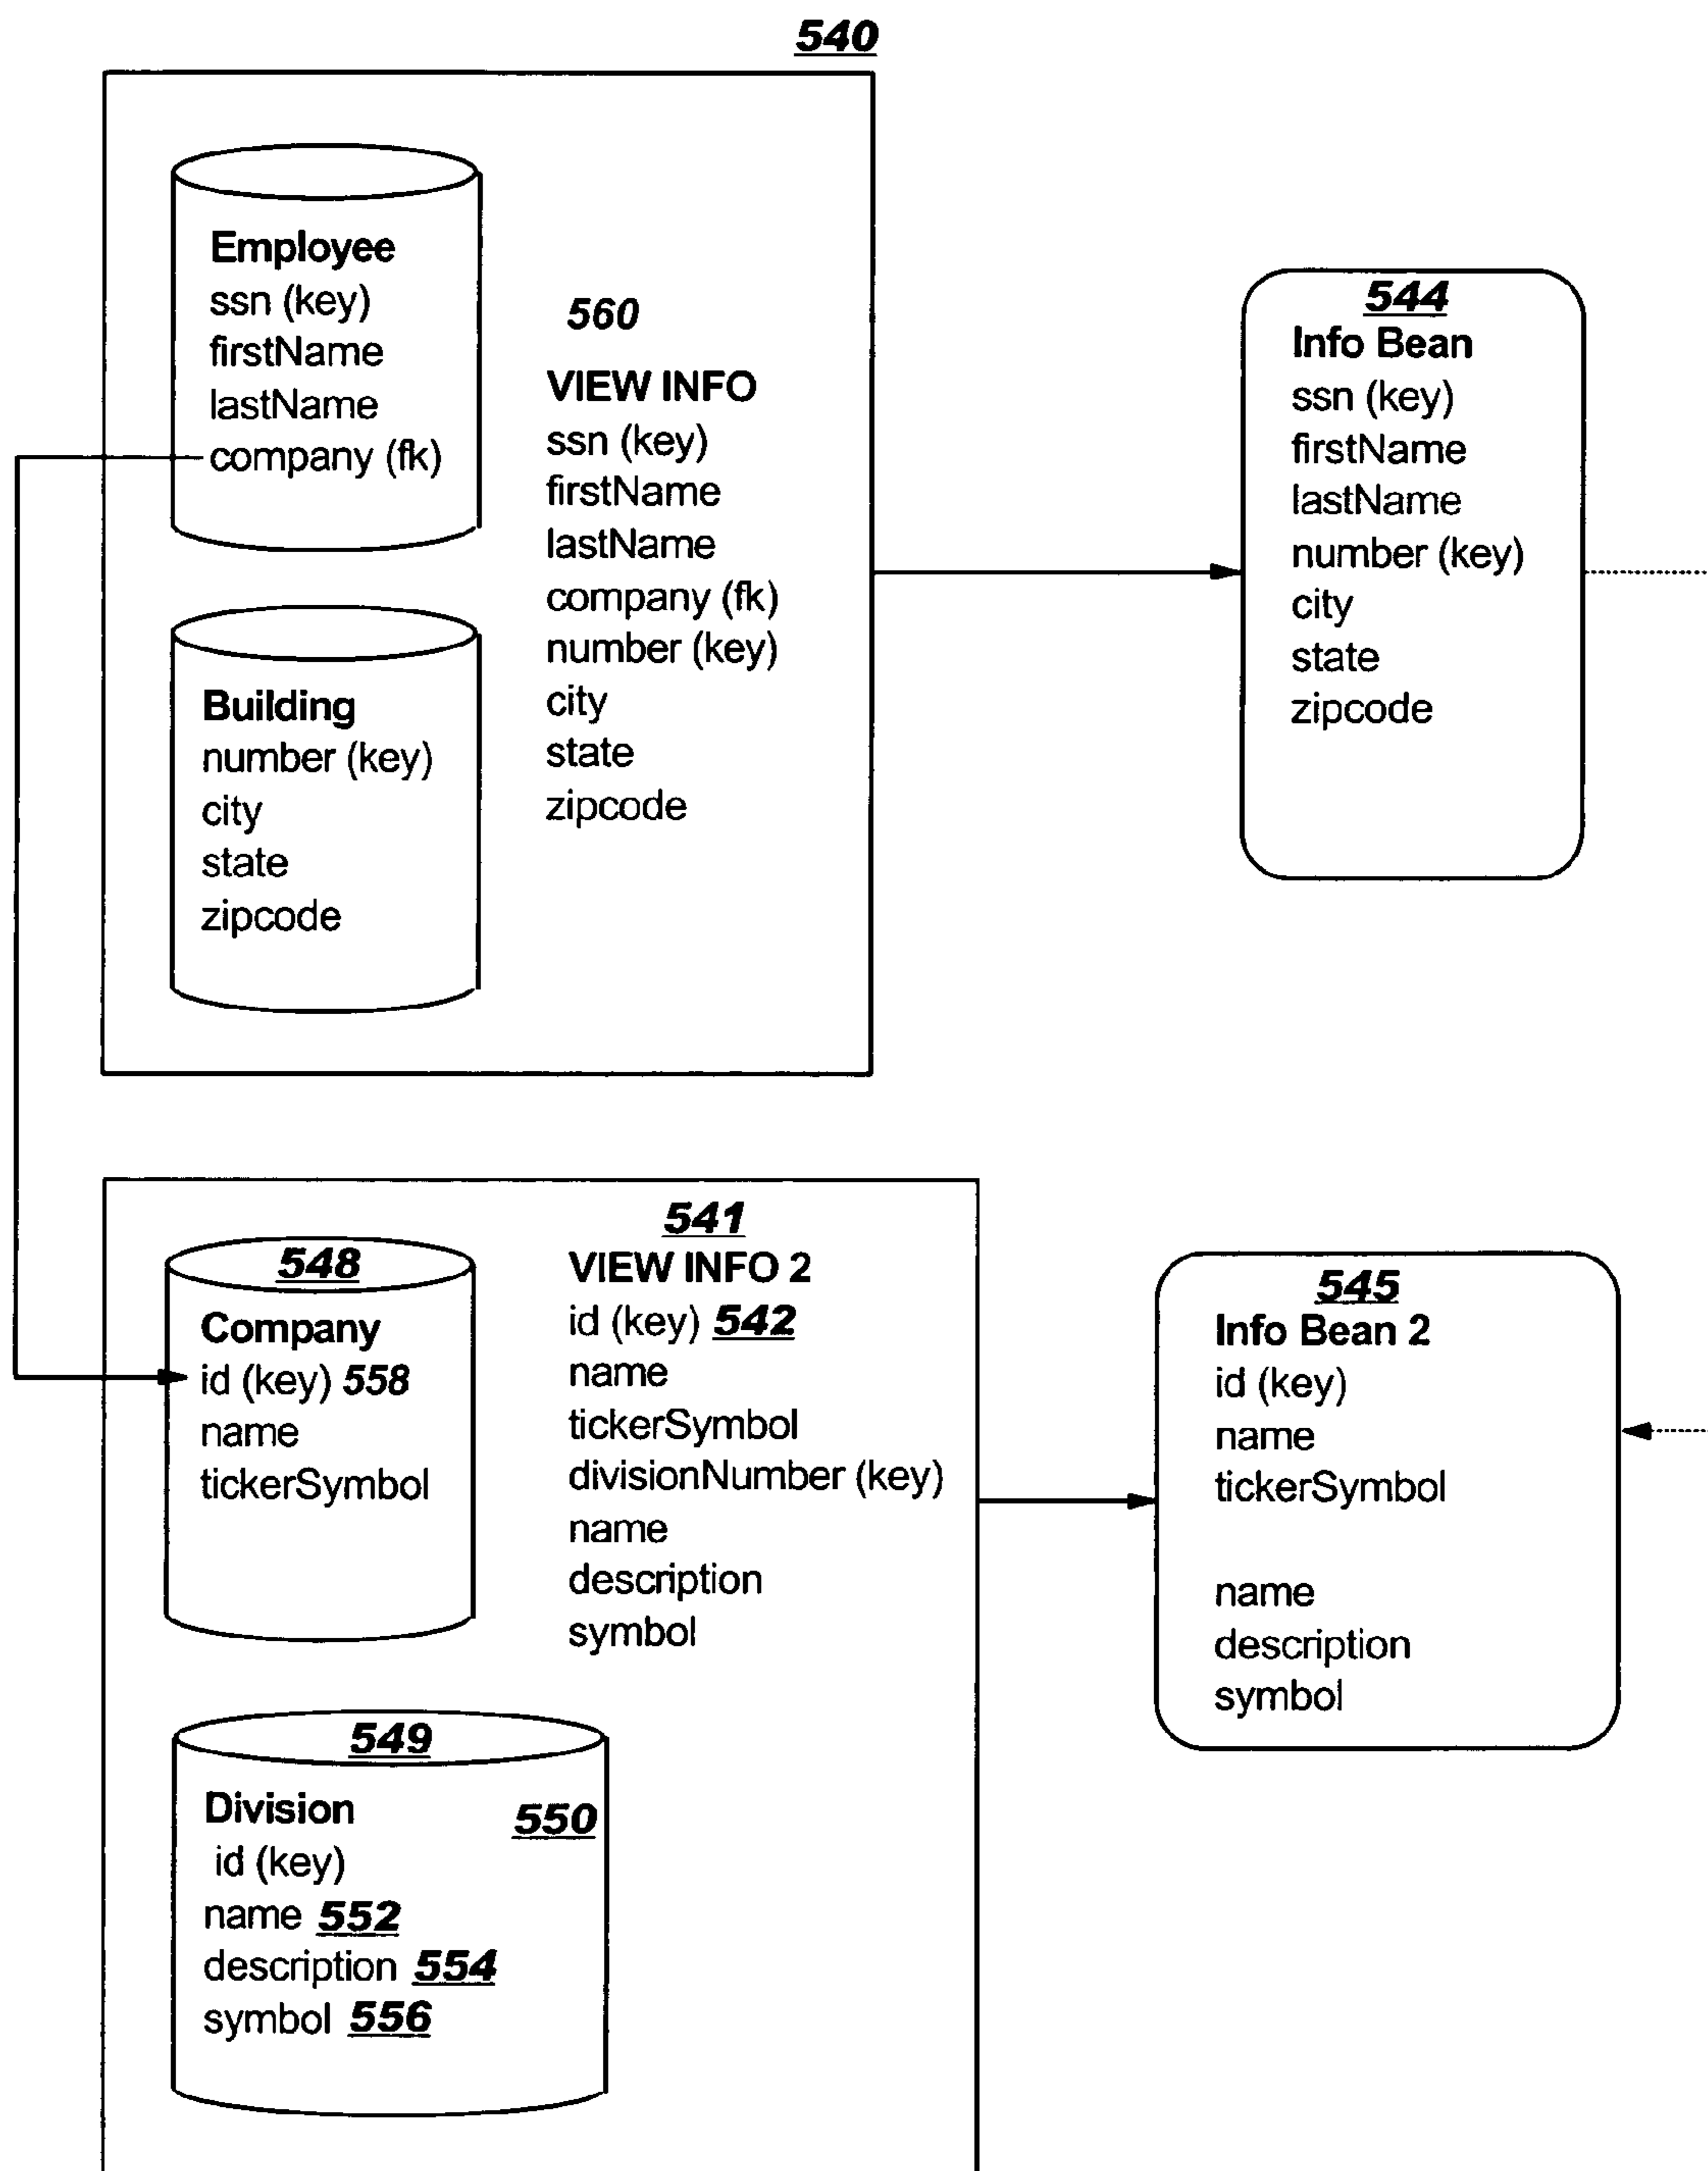 540
Employee
ssn (key)
firstName
lastName
company (fk)
Building
number (key)
city
state
zipcode
560
VIEW INFO
ssn (key)
firstName
lastName
company (fk)
number (key)
city
state
zipcode
544
Info Bean
ssn (key)
firstName
lastName
number (key)
city
state
zipcode
548
Company
id (key) 558
name
tickerSymbol
541
VIEW INFO 2
id (key) 542
name
tickerSymbol
divisionNumber (key)
name
description
symbol
549
Division
550
id (key)
name 552
description 554
symbol 556
545
Info Bean 2
id (key)
name
tickerSymbol
name
description
symbol